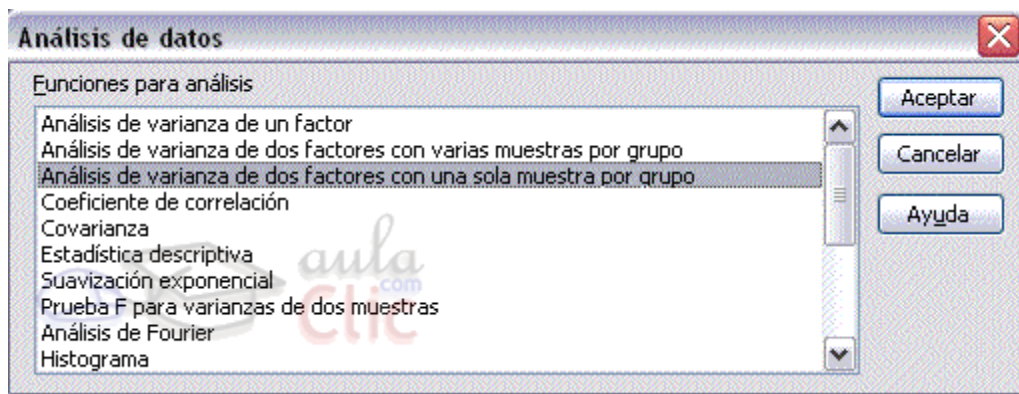 Análisis de datos
Funciones para análisis
Análisis de varianza de un factor
Análisis de varianza de dos factores con varias muestras por grupo
Análisis de varianza de dos factores con una sola muestra por grupo
Coeficiente de correlación
Covarianza
Estadística descriptiva
Suavización exponencial
Prueba F para varianzas de dos muestras
Análisis de Fourier
Histograma
Aceptar
Cancelar
Ayuda
aula
.com
Clic